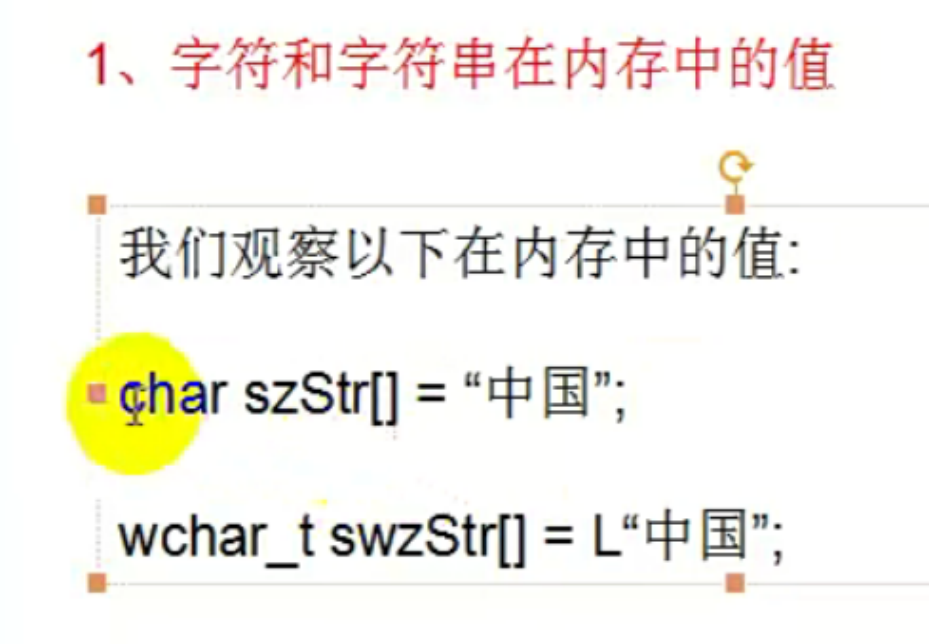 1、字符和字符串在内存中的值
我们观察以下在内存中的值:
char szStr[] = “中国”;
wchar_t swzStr[] = L“中国”;